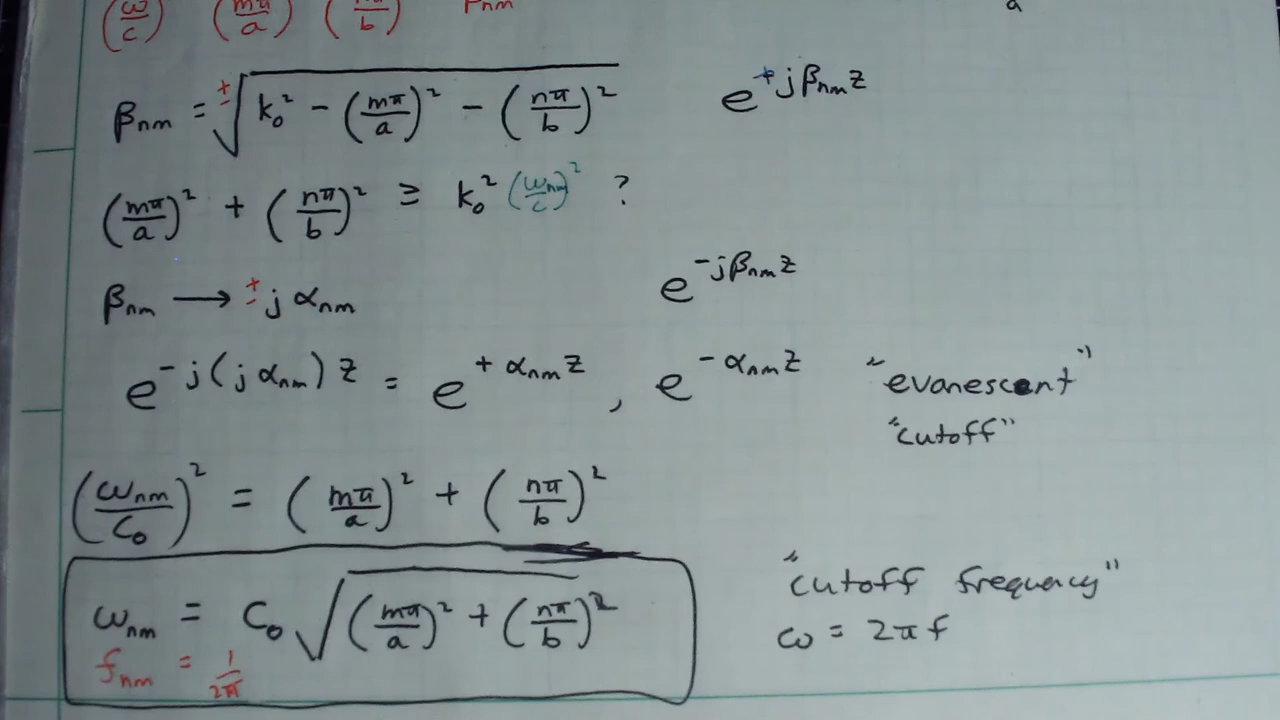 (ω/c) (mπ/a) (nπ/b) βnm a
βnm = ±√(k₀² − (mπ/a)² − (nπ/b)²) e^{+jβnm z}
(mπ/a)² + (nπ/b)² ≥ k₀² (ωnm/c)² ?
βnm → ±j αnm e^{−jβnm z}
e^{−j(jαnm)z} = e^{+αnm z} , e^{−αnm z} "evanescent"
"cutoff"
(ωnm/C₀)² = (mπ/a)² + (nπ/b)²
ωnm = C₀ √((mπ/a)² + (nπ/b)²) "cutoff frequency"
fnm = 1/2π ω = 2πf